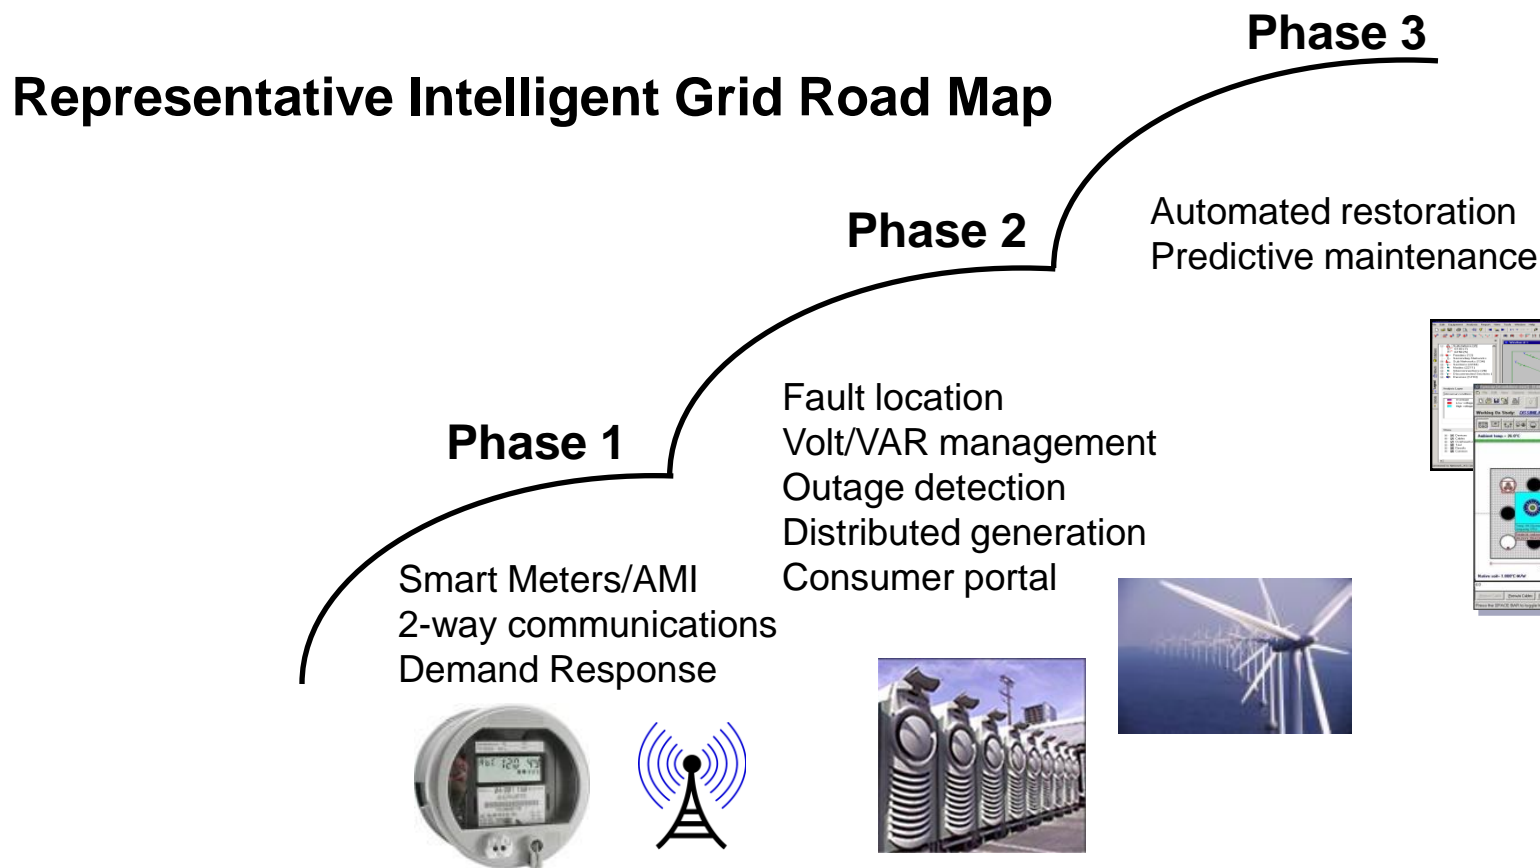 Phase 3
Representative Intelligent Grid Road Map
Automated restoration
Predictive maintenance
Phase 2
Fault location
Volt/VAR management
Outage detection
Distributed generation
Consumer portal
Phase 1
Smart Meters/AMI
2-way communications
Demand Response